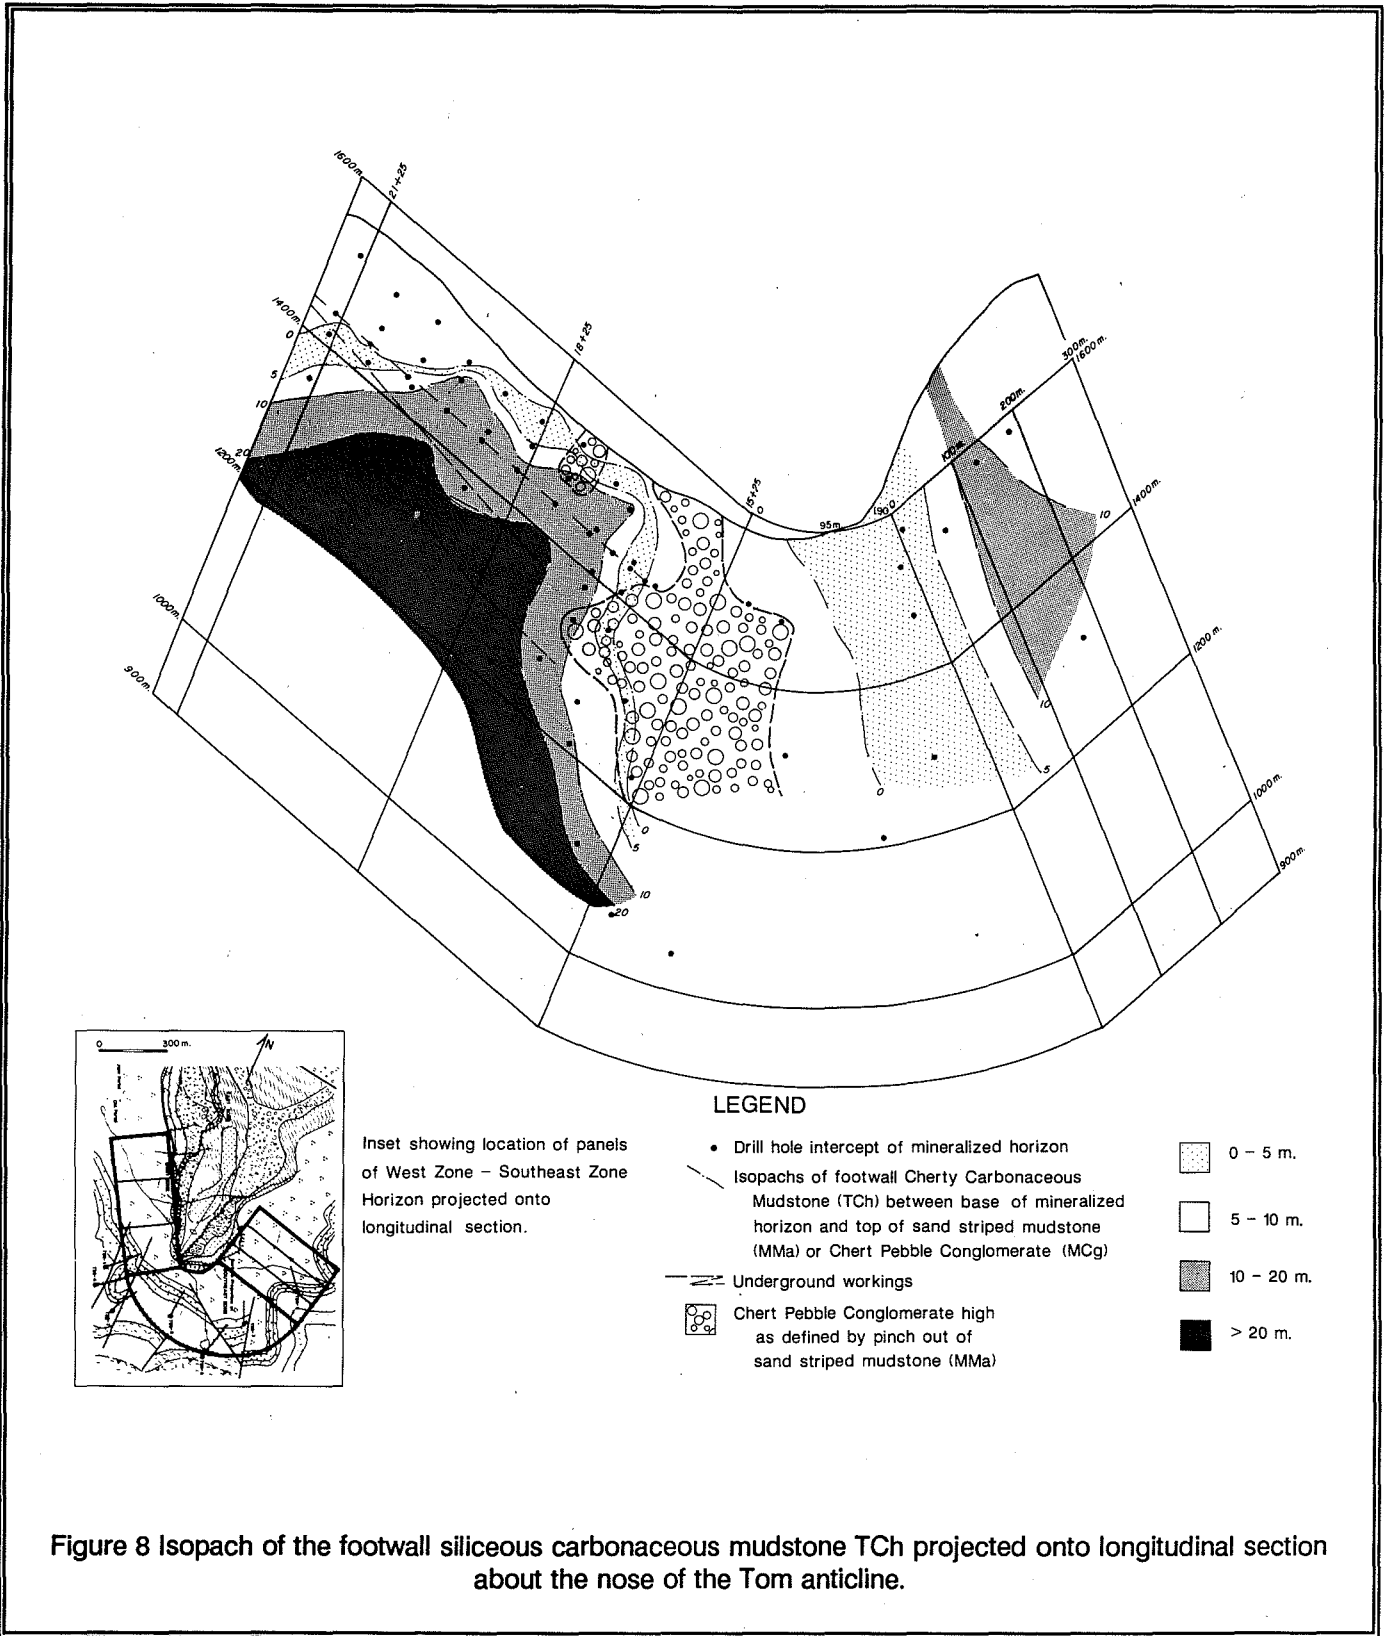 1600m.
21+25
1400m.
0
5
10
20
1200m.
1000m.
900m.
18+25
15+25
0
95m.
190
0
100m.
200m.
300m.
1600m.
10
1400m.
10
1200m.
5
0
1000m.
900m.
0
5
10
20
0 300m.
N
Inset showing location of panels
of West Zone – Southeast Zone
Horizon projected onto
longitudinal section.
LEGEND
Drill hole intercept of mineralized horizon
Isopachs of footwall Cherty Carbonaceous
Mudstone (TCh) between base of mineralized
horizon and top of sand striped mudstone
(MMa) or Chert Pebble Conglomerate (MCg)
Underground workings
Chert Pebble Conglomerate high
as defined by pinch out of
sand striped mudstone (MMa)
0 – 5 m.
5 – 10 m.
10 – 20 m.
> 20 m.
Figure 8 Isopach of the footwall siliceous carbonaceous mudstone TCh projected onto longitudinal section
about the nose of the Tom anticline.